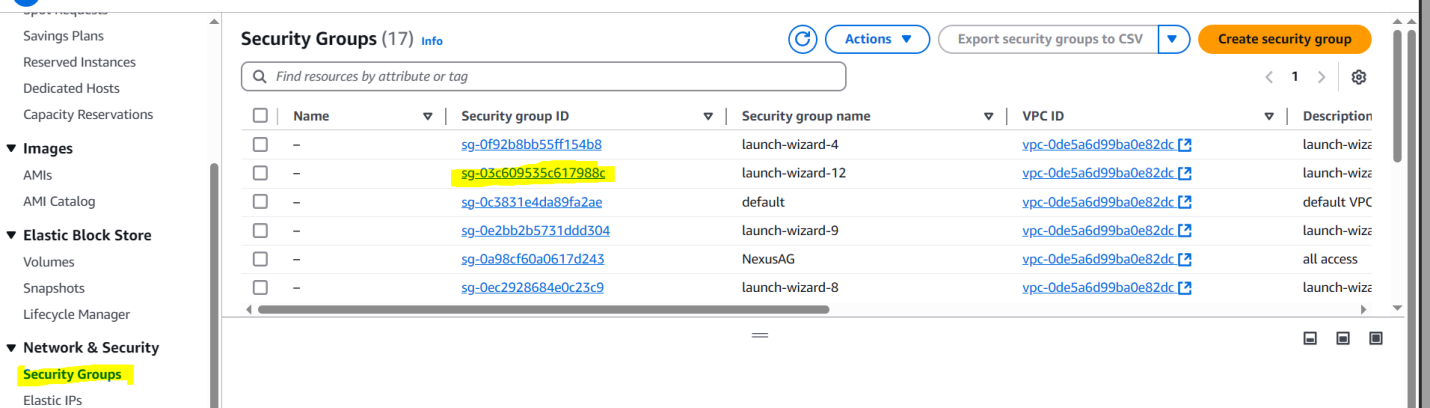 Savings Plans
Reserved Instances
Dedicated Hosts
Capacity Reservations
Images
AMIs
AMI Catalog
Elastic Block Store
Volumes
Snapshots
Lifecycle Manager
Network & Security
Security Groups
Elastic IPs
Security Groups (17) Info
Actions
Export security groups to CSV
Create security group
Find resources by attribute or tag
1
Name Security group ID Security group name VPC ID Description
– sg-0f92b8bb55ff154b8 launch-wizard-4 vpc-0de5a6d99ba0e82dc launch-wiza
– sg-03c609535c617988c launch-wizard-12 vpc-0de5a6d99ba0e82dc launch-wiza
– sg-0c3831e4da89fa2ae default vpc-0de5a6d99ba0e82dc default VPC
– sg-0e2bb2b5731ddd304 launch-wizard-9 vpc-0de5a6d99ba0e82dc launch-wiza
– sg-0a98cf60a0617d243 NexusAG vpc-0de5a6d99ba0e82dc all access
– sg-0ec2928684e0c23c9 launch-wizard-8 vpc-0de5a6d99ba0e82dc launch-wiza